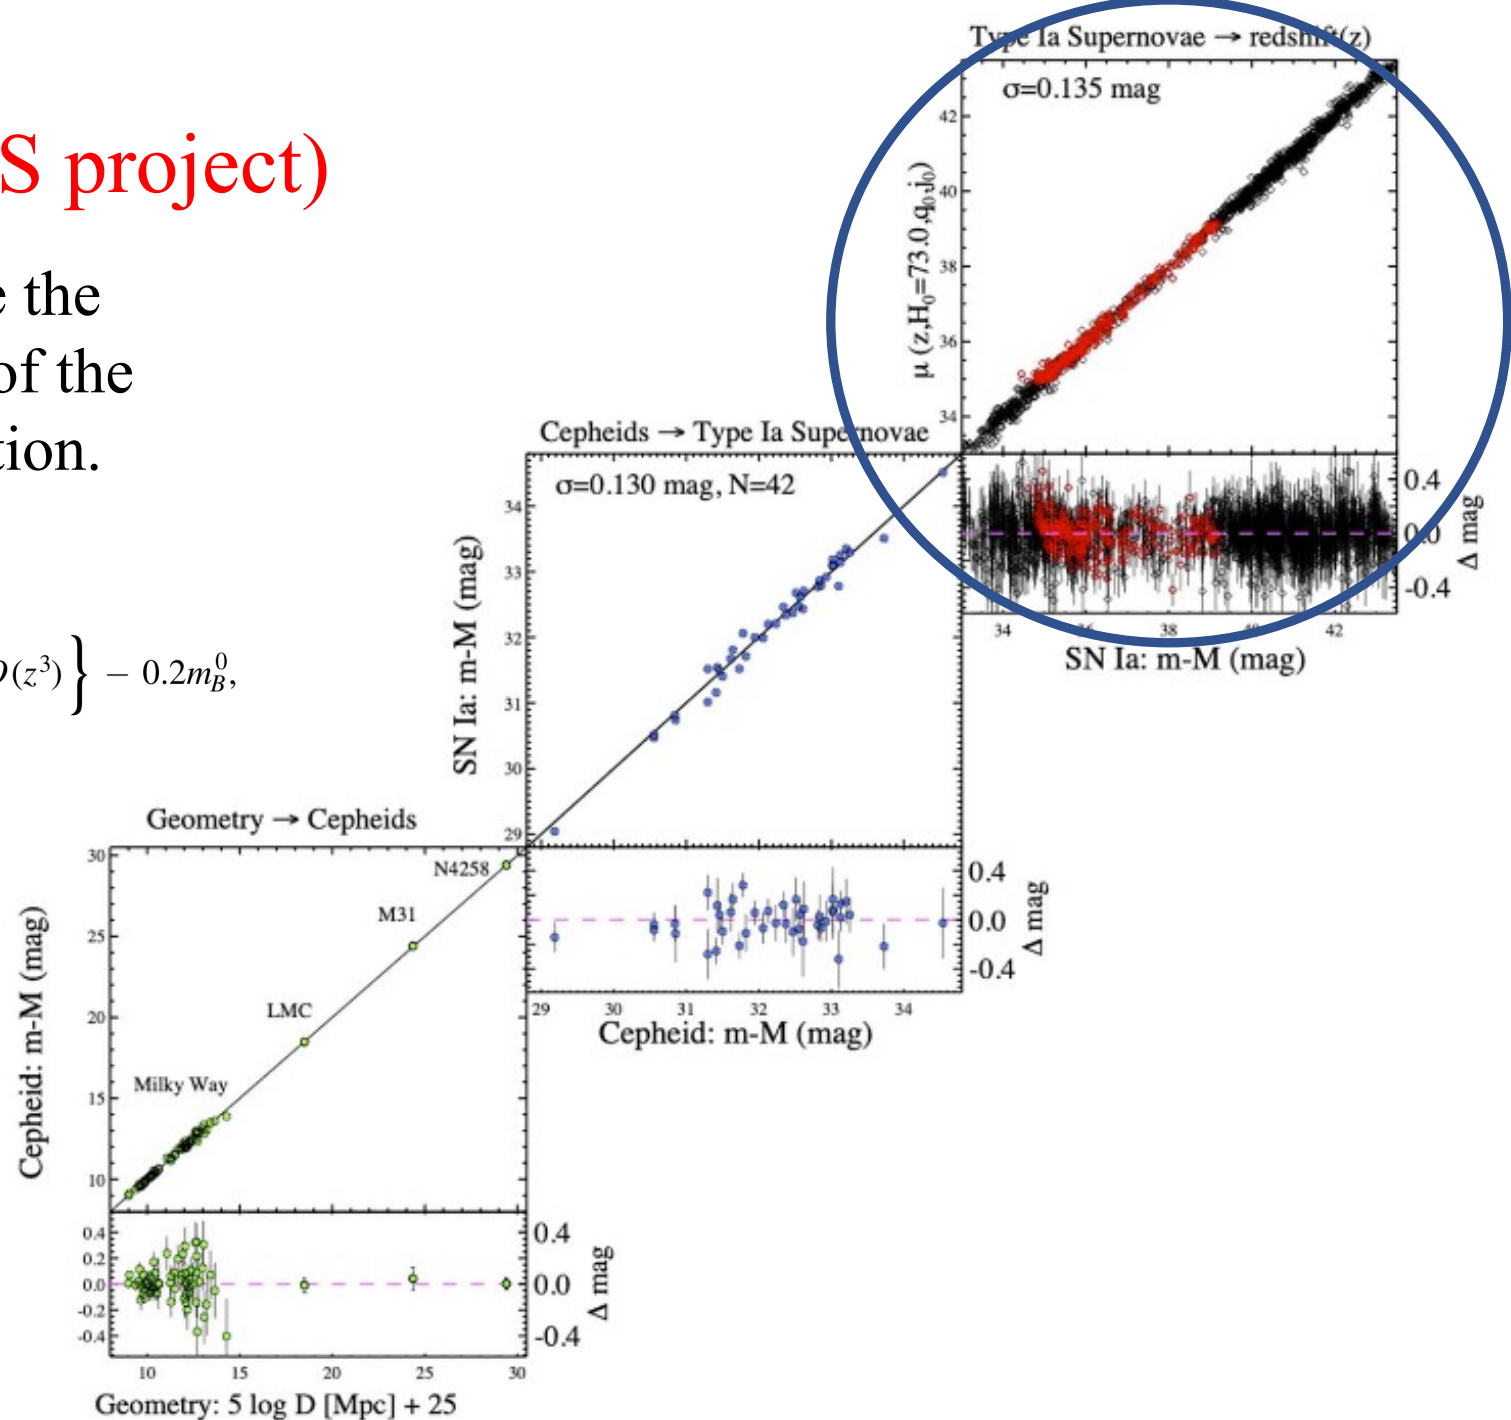 S project)
e the
of the
tion.
(z³)} − 0.2m⁰_B,
Type Ia Supernovae → redshift(z)
σ=0.135 mag
μ (z,H₀=73.0,q₀,j₀)
42
40
38
36
34
0.4
0.0
-0.4
Δ mag
34 36 38 40 42
SN Ia: m-M (mag)
Cepheids → Type Ia Supernovae
σ=0.130 mag, N=42
SN Ia: m-M (mag)
34
33
32
31
30
29
0.4
0.0
-0.4
Δ mag
29 30 31 32 33 34
Cepheid: m-M (mag)
Geometry → Cepheids
N4258
M31
LMC
Milky Way
Cepheid: m-M (mag)
30
25
20
15
10
0.4 0.4
0.2
0.0 0.0
-0.2
-0.4 -0.4
Δ mag
10 15 20 25 30
Geometry: 5 log D [Mpc] + 25